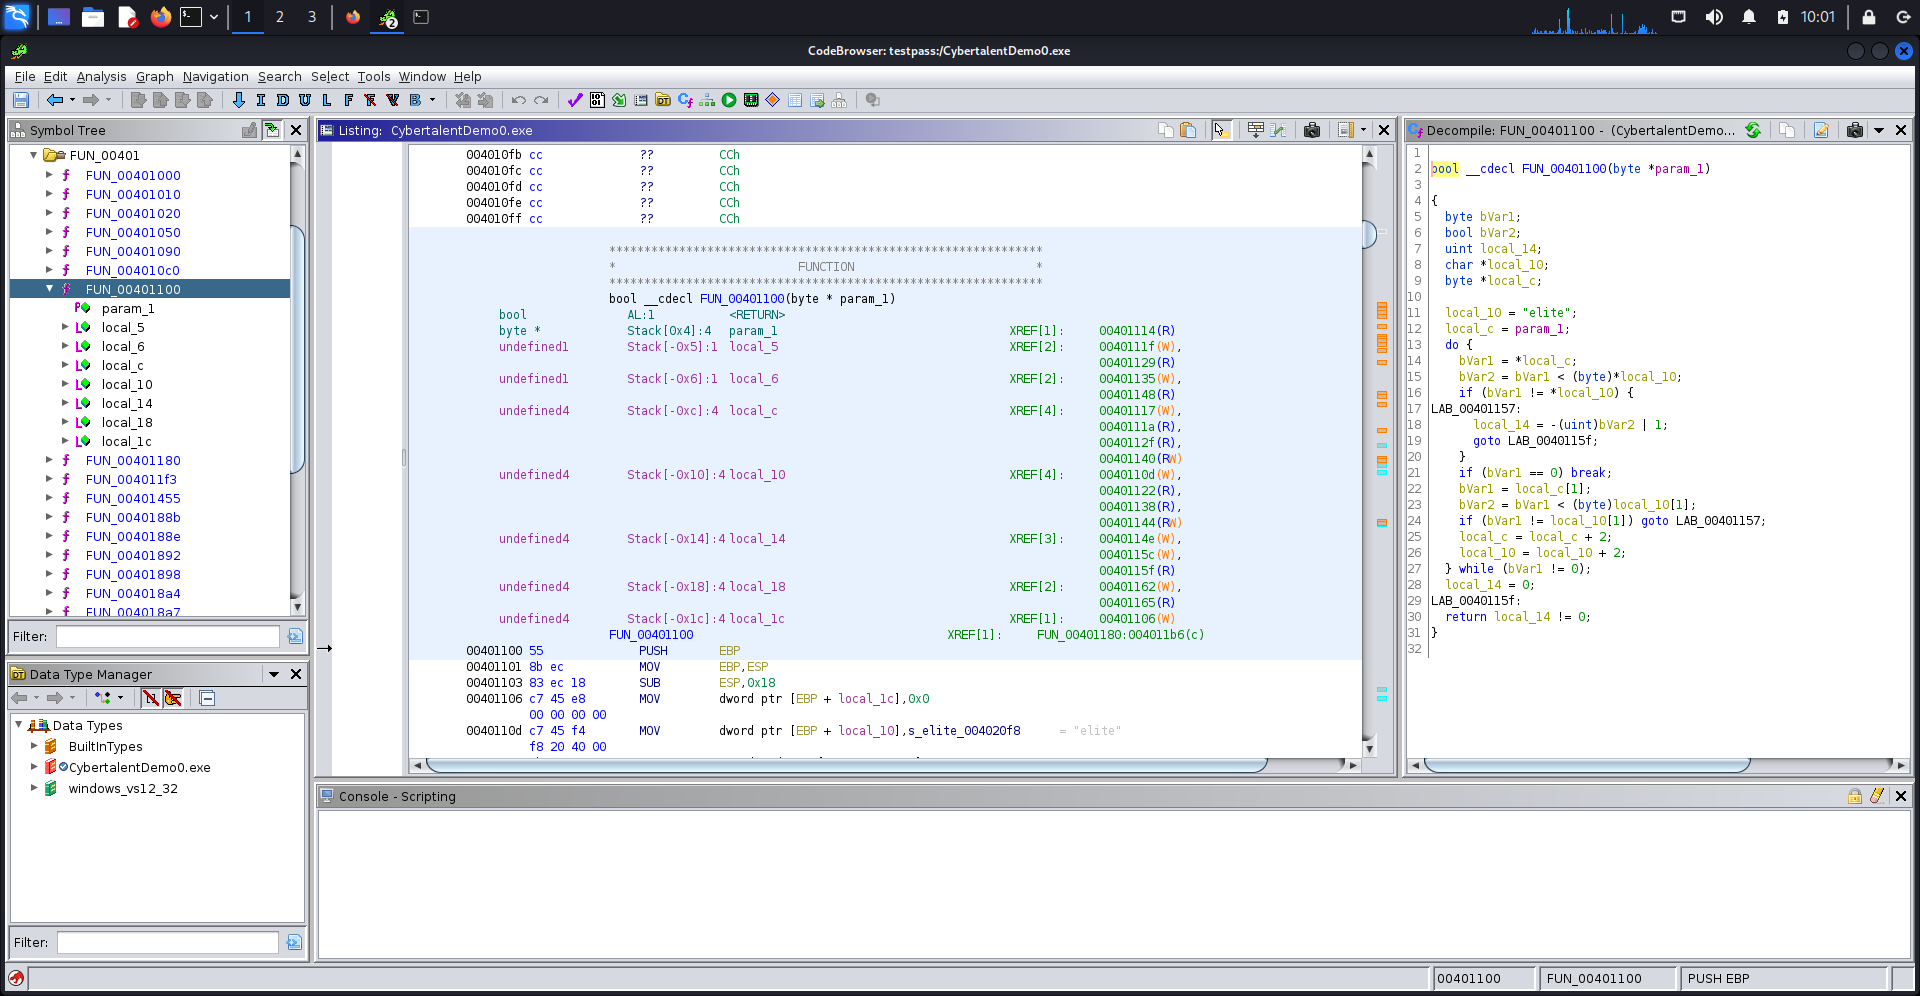 1 2 3 2 10:01
CodeBrowser: testpass:/CybertalentDemo0.exe
File Edit Analysis Graph Navigation Search Select Tools Window Help
I D U L F B
Symbol Tree
FUN_00401
FUN_00401000
FUN_00401010
FUN_00401020
FUN_00401050
FUN_00401090
FUN_004010c0
FUN_00401100
param_1
local_5
local_6
local_c
local_10
local_14
local_18
local_1c
FUN_00401180
FUN_004011f3
FUN_00401455
FUN_0040188b
FUN_0040188e
FUN_00401892
FUN_00401898
FUN_004018a4
FUN_004018a7
Filter:
Data Type Manager
Data Types
BuiltInTypes
CybertalentDemo0.exe
windows_vs12_32
Filter:
Listing: CybertalentDemo0.exe
004010fb cc ?? CCh
004010fc cc ?? CCh
004010fd cc ?? CCh
004010fe cc ?? CCh
004010ff cc ?? CCh
**************************************************************
* FUNCTION *
**************************************************************
bool __cdecl FUN_00401100(byte * param_1)
bool AL:1 <RETURN>
byte * Stack[0x4]:4 param_1 XREF[1]: 00401114(R)
undefined1 Stack[-0x5]:1 local_5 XREF[2]: 0040111f(W),
00401129(R)
undefined1 Stack[-0x6]:1 local_6 XREF[2]: 00401135(W),
00401148(R)
undefined4 Stack[-0xc]:4 local_c XREF[4]: 00401117(W),
0040111a(R),
0040112f(R),
00401140(RW)
undefined4 Stack[-0x10]:4 local_10 XREF[4]: 0040110d(W),
00401122(R),
00401138(R),
00401144(RW)
undefined4 Stack[-0x14]:4 local_14 XREF[3]: 0040114e(W),
0040115c(W),
0040115f(R)
undefined4 Stack[-0x18]:4 local_18 XREF[2]: 00401162(W),
00401165(R)
undefined4 Stack[-0x1c]:4 local_1c XREF[1]: 00401106(W)
FUN_00401100 XREF[1]: FUN_00401180:004011b6(c)
00401100 55 PUSH EBP
00401101 8b ec MOV EBP,ESP
00401103 83 ec 18 SUB ESP,0x18
00401106 c7 45 e8 MOV dword ptr [EBP + local_1c],0x0
00 00 00 00
0040110d c7 45 f4 MOV dword ptr [EBP + local_10],s_elite_004020f8 = "elite"
f8 20 40 00
Decompile: FUN_00401100 - (CybertalentDemo...
1
2 bool __cdecl FUN_00401100(byte *param_1)
3
4 {
5 byte bVar1;
6 bool bVar2;
7 uint local_14;
8 char *local_10;
9 byte *local_c;
10
11 local_10 = "elite";
12 local_c = param_1;
13 do {
14 bVar1 = *local_c;
15 bVar2 = bVar1 < (byte)*local_10;
16 if (bVar1 != *local_10) {
17 LAB_00401157:
18 local_14 = -(uint)bVar2 | 1;
19 goto LAB_0040115f;
20 }
21 if (bVar1 == 0) break;
22 bVar1 = local_c[1];
23 bVar2 = bVar1 < (byte)local_10[1];
24 if (bVar1 != local_10[1]) goto LAB_00401157;
25 local_c = local_c + 2;
26 local_10 = local_10 + 2;
27 } while (bVar1 != 0);
28 local_14 = 0;
29 LAB_0040115f:
30 return local_14 != 0;
31 }
32
Console - Scripting
00401100 FUN_00401100 PUSH EBP